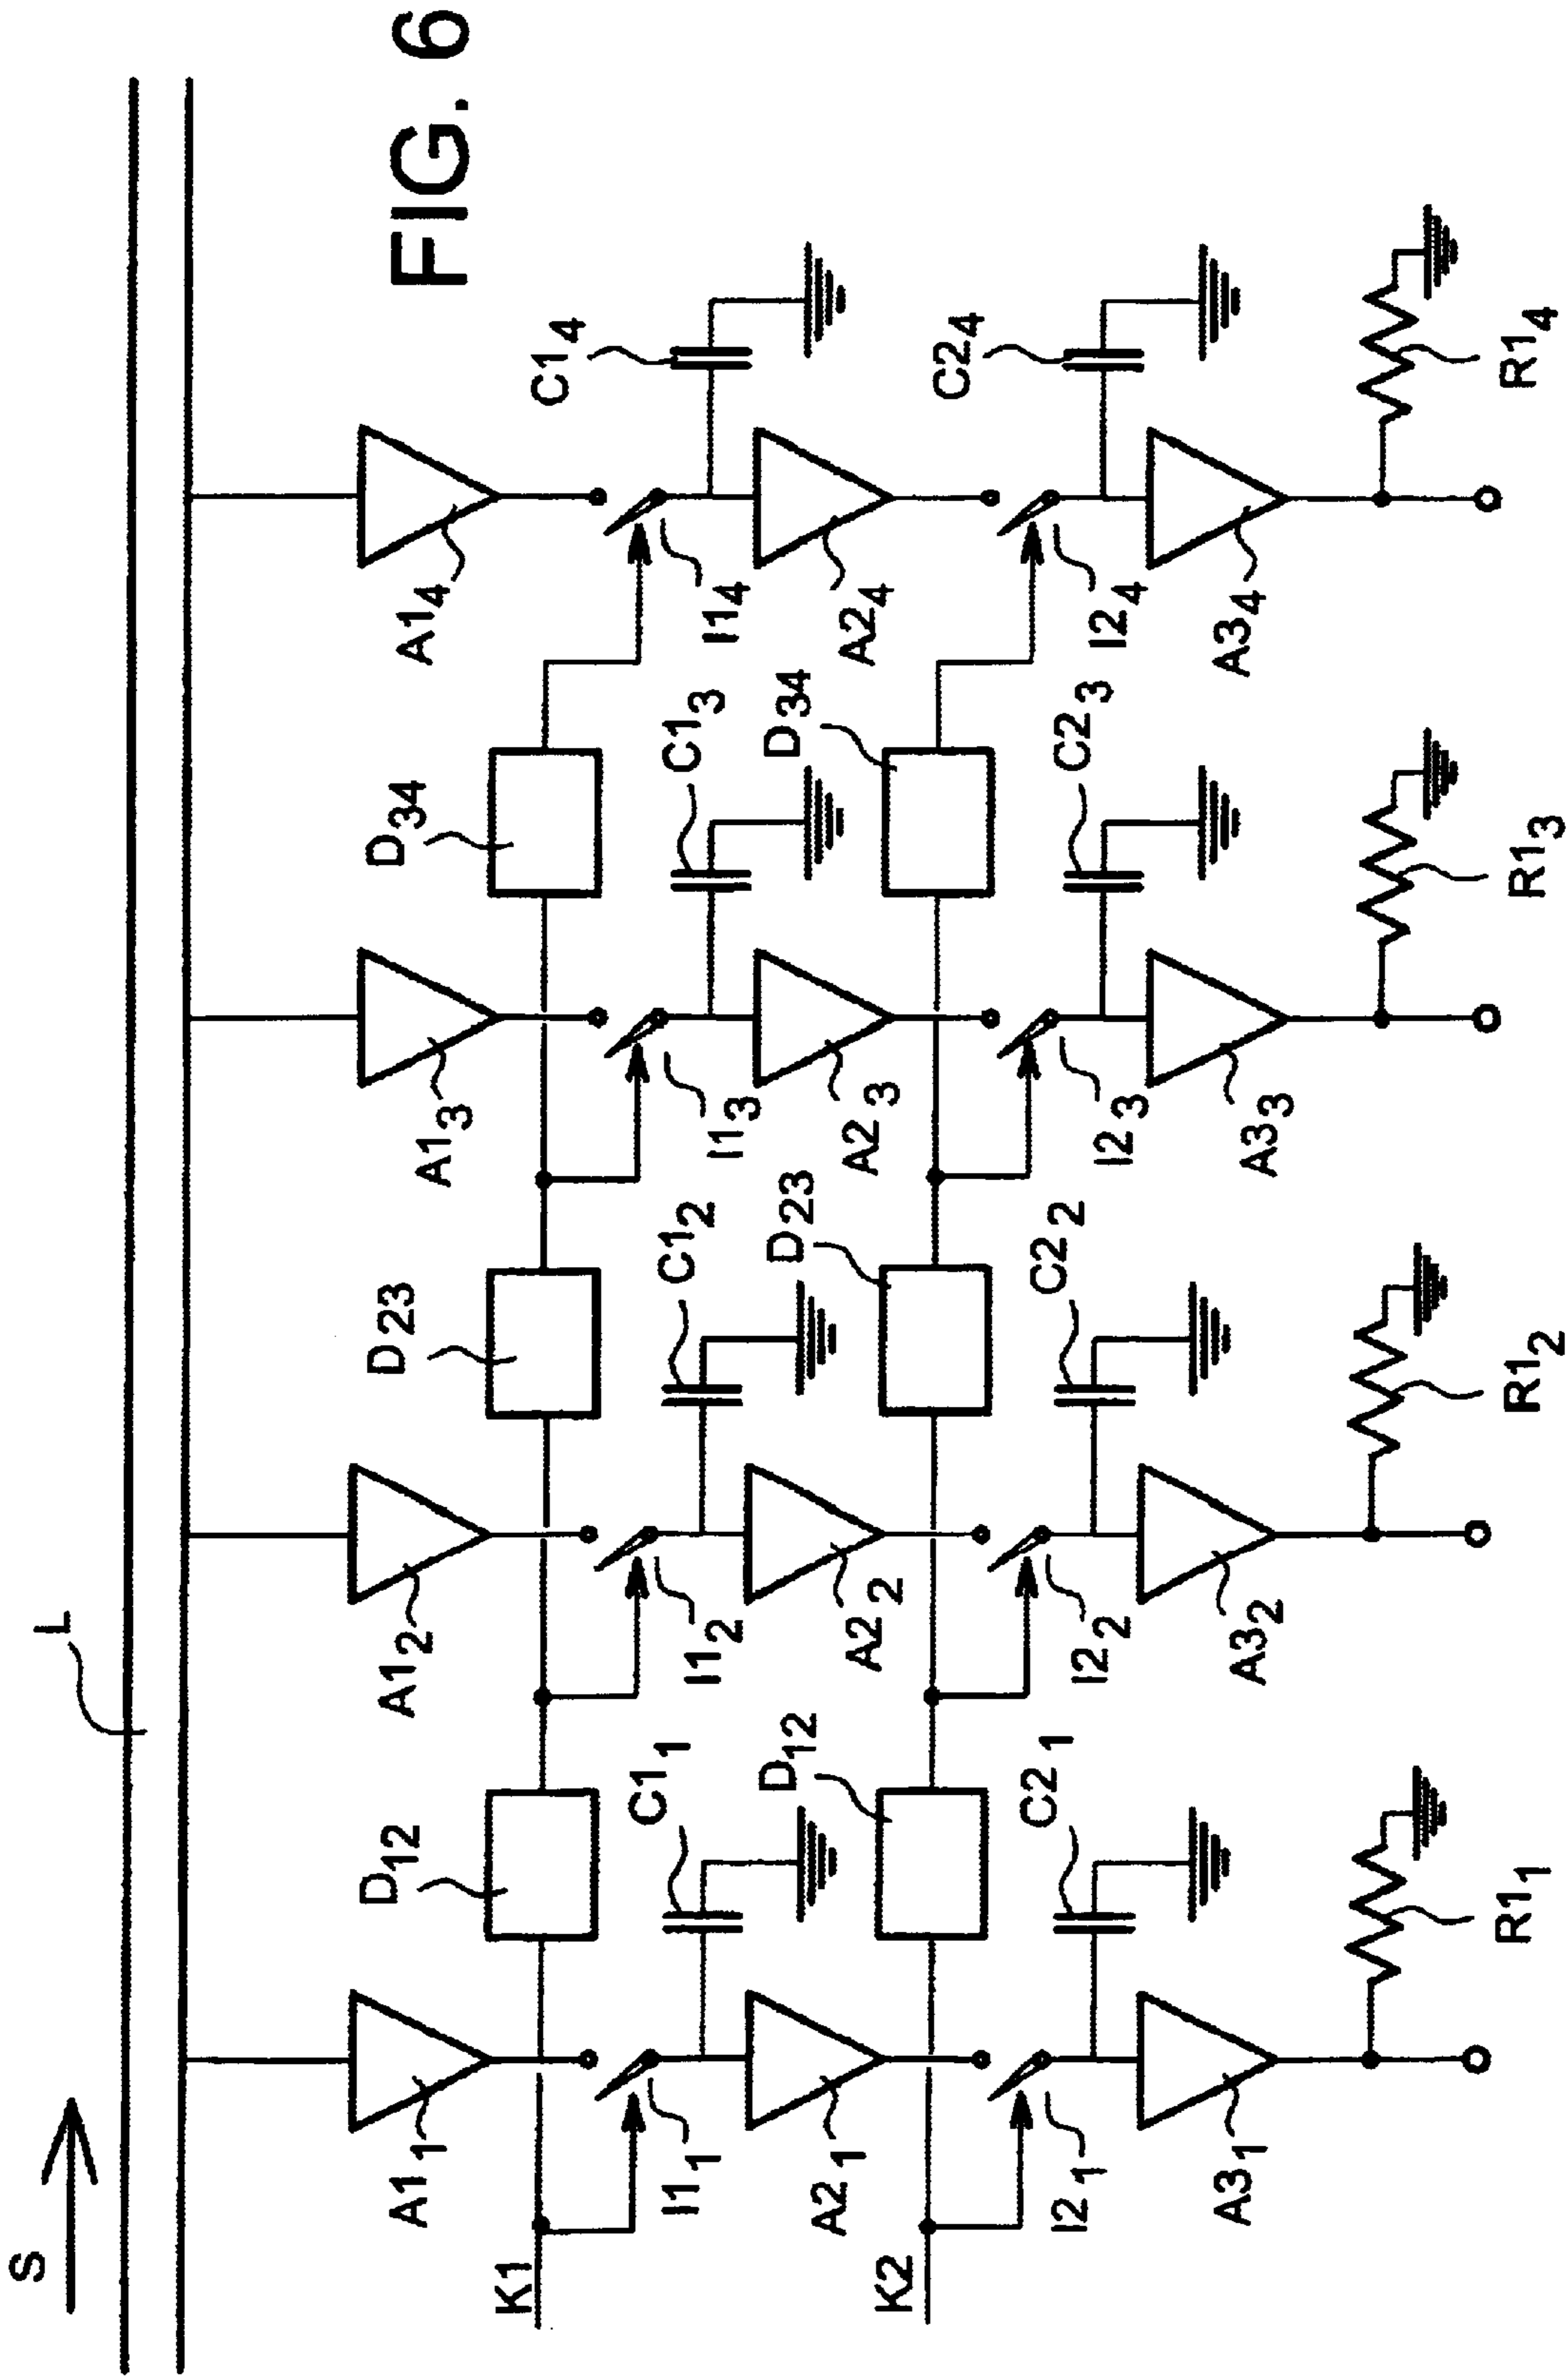 FIG. 6
S
L
A1₁
A1₂
A1₃
A1₄
D₁₂
D₂₃
D₃₄
K1
C1₁
C1₂
C1₃
C1₄
I1₁
I1₂
I1₃
I1₄
D₁₂
D₂₃
D₃₄
A2₁
A2₂
A2₃
A2₄
K2
C2₁
C2₂
C2₃
C2₄
I2₁
I2₂
I2₃
I2₄
A3₁
A3₂
A3₃
A3₄
R1₁
R1₂
R1₃
R1₄